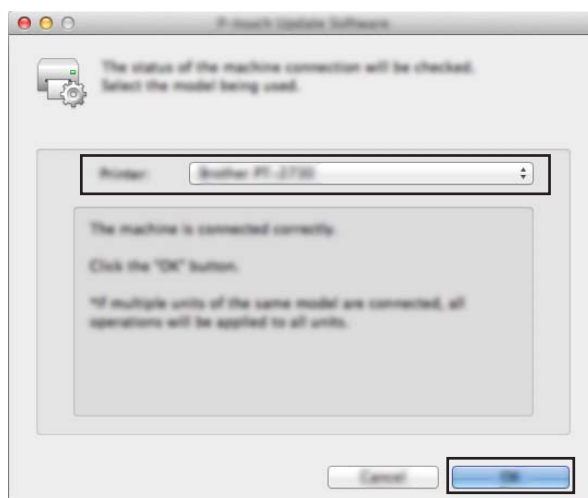 P-touch Update Software
The status of the machine connection will be checked.
Select the model being used.
Printer: Brother PT-2730
The machine is connected correctly.
Click the "OK" button.
*If multiple units of the same model are connected, all
operations will be applied to all units.
Cancel OK